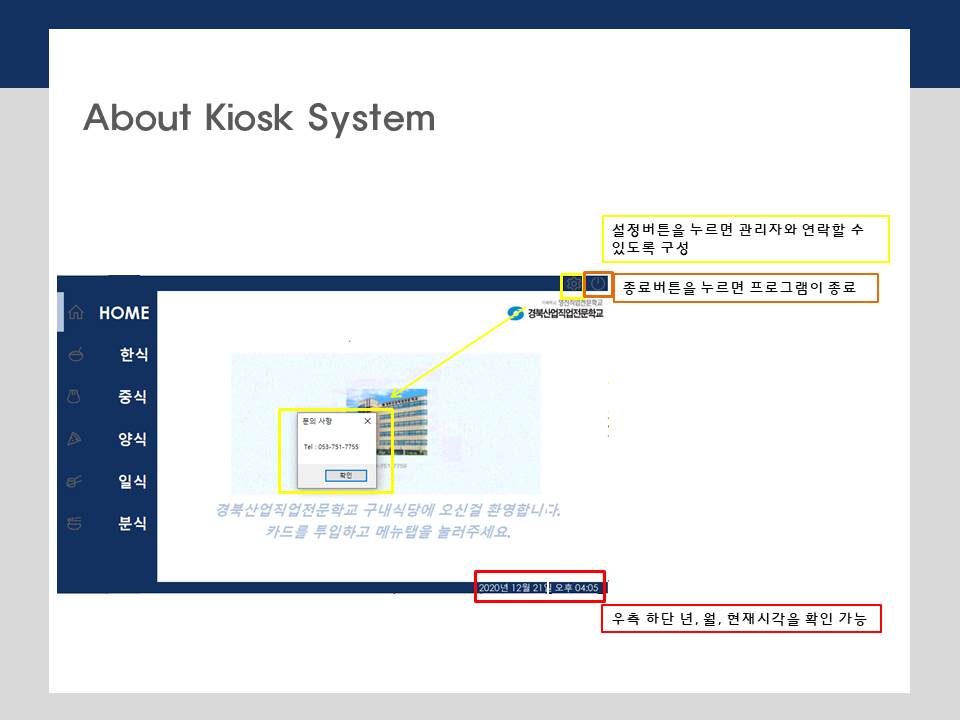 About Kiosk System
설정버튼을 누르면 관리자와 연락할 수
있도록 구성
종료버튼을 누르면 프로그램이 종료
HOME
한식
중식
양식
일식
분식
영진직업전문학교
경북산업직업전문학교
문의 사항
Tel : 053-751-7755
확인
경북산업직업전문학교 구내식당에 오신걸 환영합니다.
카드를 투입하고 메뉴탭을 눌러주세요.
2020년 12월 21일 오후 04:05
우측 하단 년, 월, 현재시각을 확인 가능